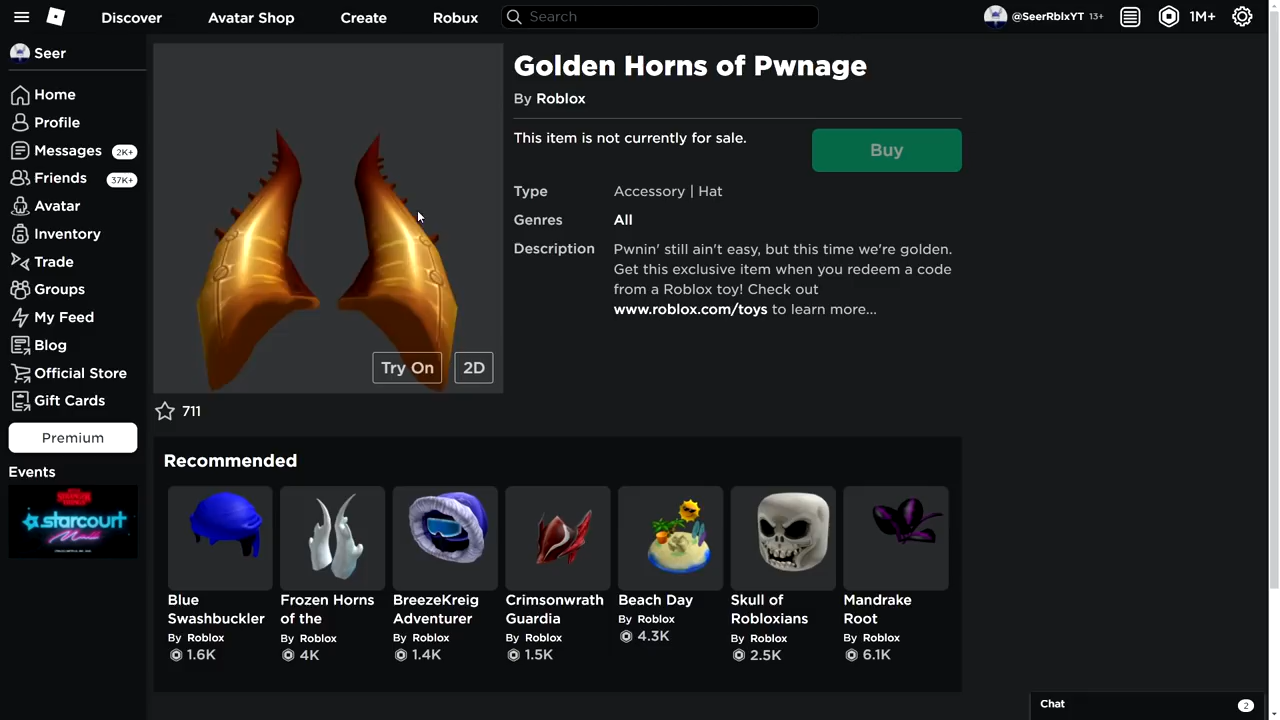 Discover
Avatar Shop
Create
Robux
Search
@SeerRblxYT 13+
1M+
Seer
Home
Profile
Messages 2K+
Friends 37K+
Avatar
Inventory
Trade
Groups
My Feed
Blog
Official Store
Gift Cards
Premium
Events
starcourt
Try On
2D
711
Golden Horns of Pwnage
By Roblox
This item is not currently for sale.
Buy
Type Accessory | Hat
Genres All
Description Pwnin' still ain't easy, but this time we're golden.
Get this exclusive item when you redeem a code
from a Roblox toy! Check out
www.roblox.com/toys to learn more...
Recommended
Blue
Swashbuckler
By Roblox
1.6K
Frozen Horns
of the
By Roblox
4K
BreezeKreig
Adventurer
By Roblox
1.4K
Crimsonwrath
Guardia
By Roblox
1.5K
Beach Day
By Roblox
4.3K
Skull of
Robloxians
By Roblox
2.5K
Mandrake
Root
By Roblox
6.1K
Chat 2